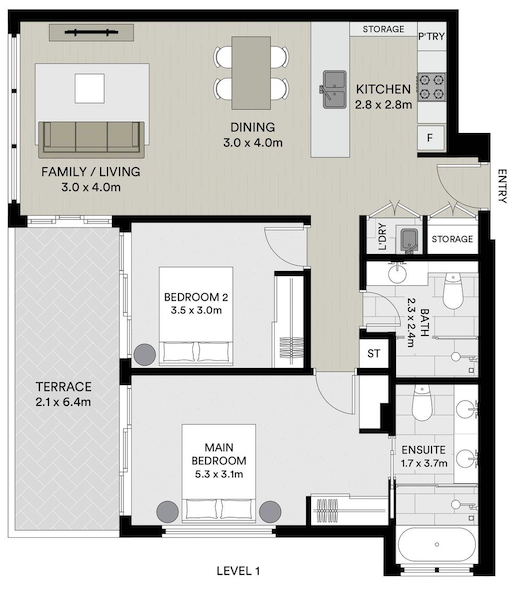 STORAGE
P'TRY
KITCHEN
2.8 x 2.8m
DINING
3.0 x 4.0m
F
FAMILY / LIVING
3.0 x 4.0m
ENTRY
L'DRY
STORAGE
BEDROOM 2
3.5 x 3.0m
BATH
2.3 x 2.4m
ST
TERRACE
2.1 x 6.4m
MAIN
BEDROOM
5.3 x 3.1m
ENSUITE
1.7 x 3.7m
LEVEL 1